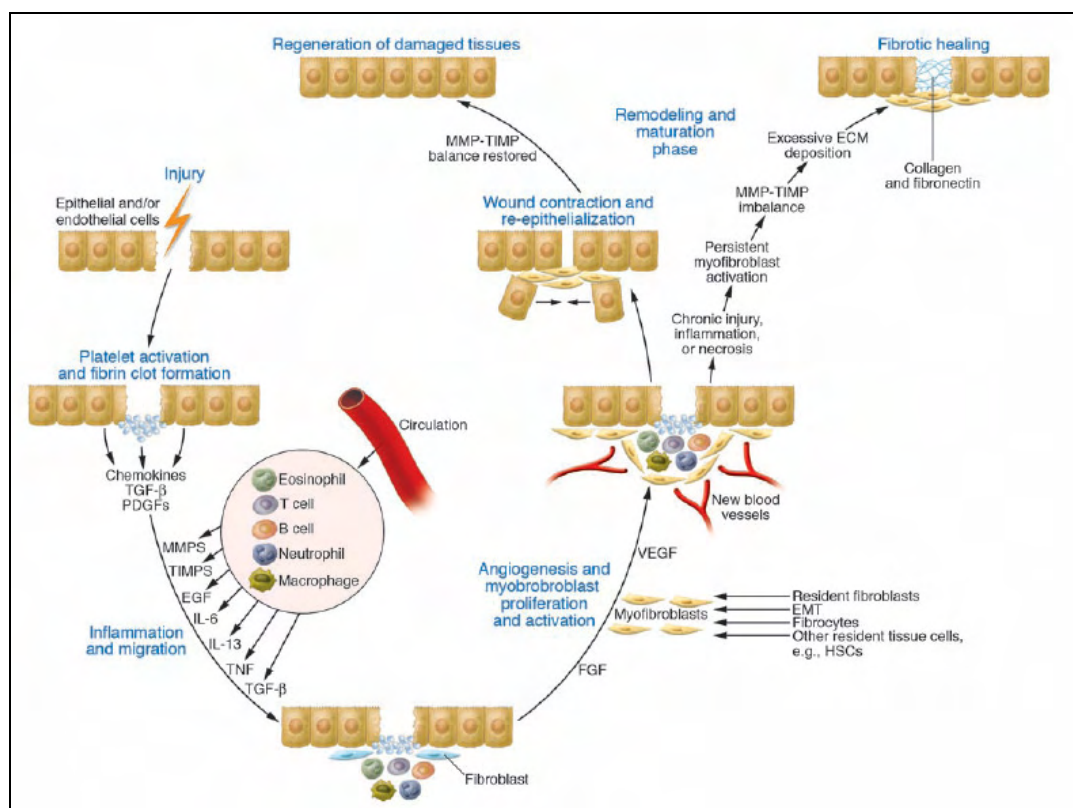 Regeneration of damaged tissues
Fibrotic healing
Remodeling and
maturation
phase
MMP-TIMP
balance restored
Excessive ECM
deposition
Collagen
and fibronectin
Injury
Epithelial and/or
endothelial cells
Wound contraction and
re-epithelialization
MMP-TIMP
imbalance
Persistent
myofibroblast
activation
Chronic injury,
inflammation,
or necrosis
Platelet activation
and fibrin clot formation
Circulation
Chemokines
TGF-β
PDGFs
Eosinophil
T cell
B cell
Neutrophil
Macrophage
MMPS
TIMPS
EGF
IL-6
IL-13
TNF
TGF-β
Inflammation
and migration
New blood
vessels
VEGF
Angiogenesis and
myobrobroblast
proliferation
and activation
Myofibroblasts
Resident fibroblasts
EMT
Fibrocytes
Other resident tissue cells,
e.g., HSCs
FGF
Fibroblast